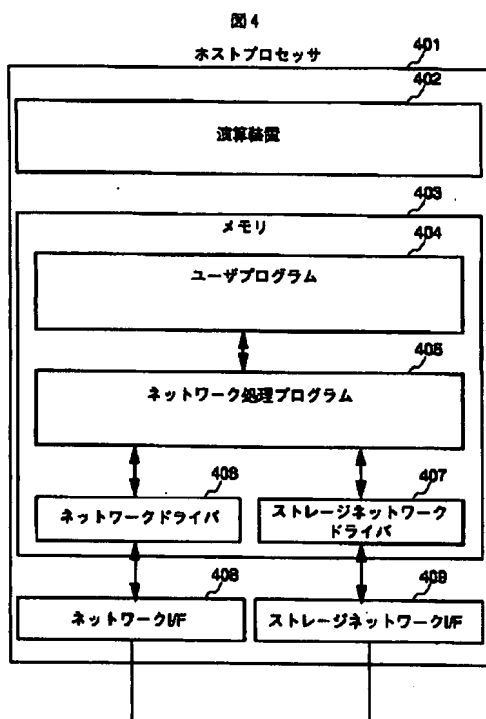 図4
ホストプロセッサ
401
402
演算装置
403
メモリ
404
ユーザプログラム
405
ネットワーク処理プログラム
406
ネットワークドライバ
407
ストレージネットワーク
ドライバ
408
ネットワークI/F
409
ストレージネットワークI/F